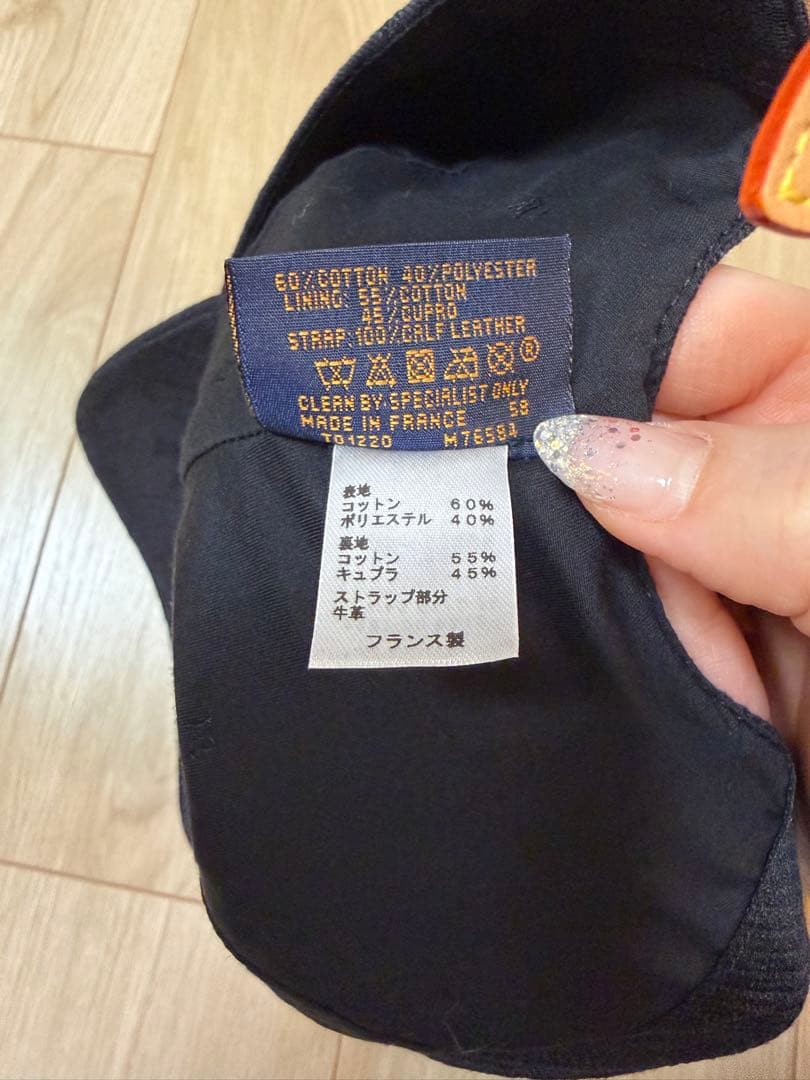 60%COTTON 40%POLYESTER
LINING: 55%COTTON
45%CUPRO
STRAP:100%CALF LEATHER
®
CLEAN BY SPECIALIST ONLY
MADE IN FRANCE 58
TO1220 M7658
表地
コットン 60%
ポリエステル 40%
裏地
コットン 55%
キュプラ 45%
ストラップ部分
牛革
フランス製